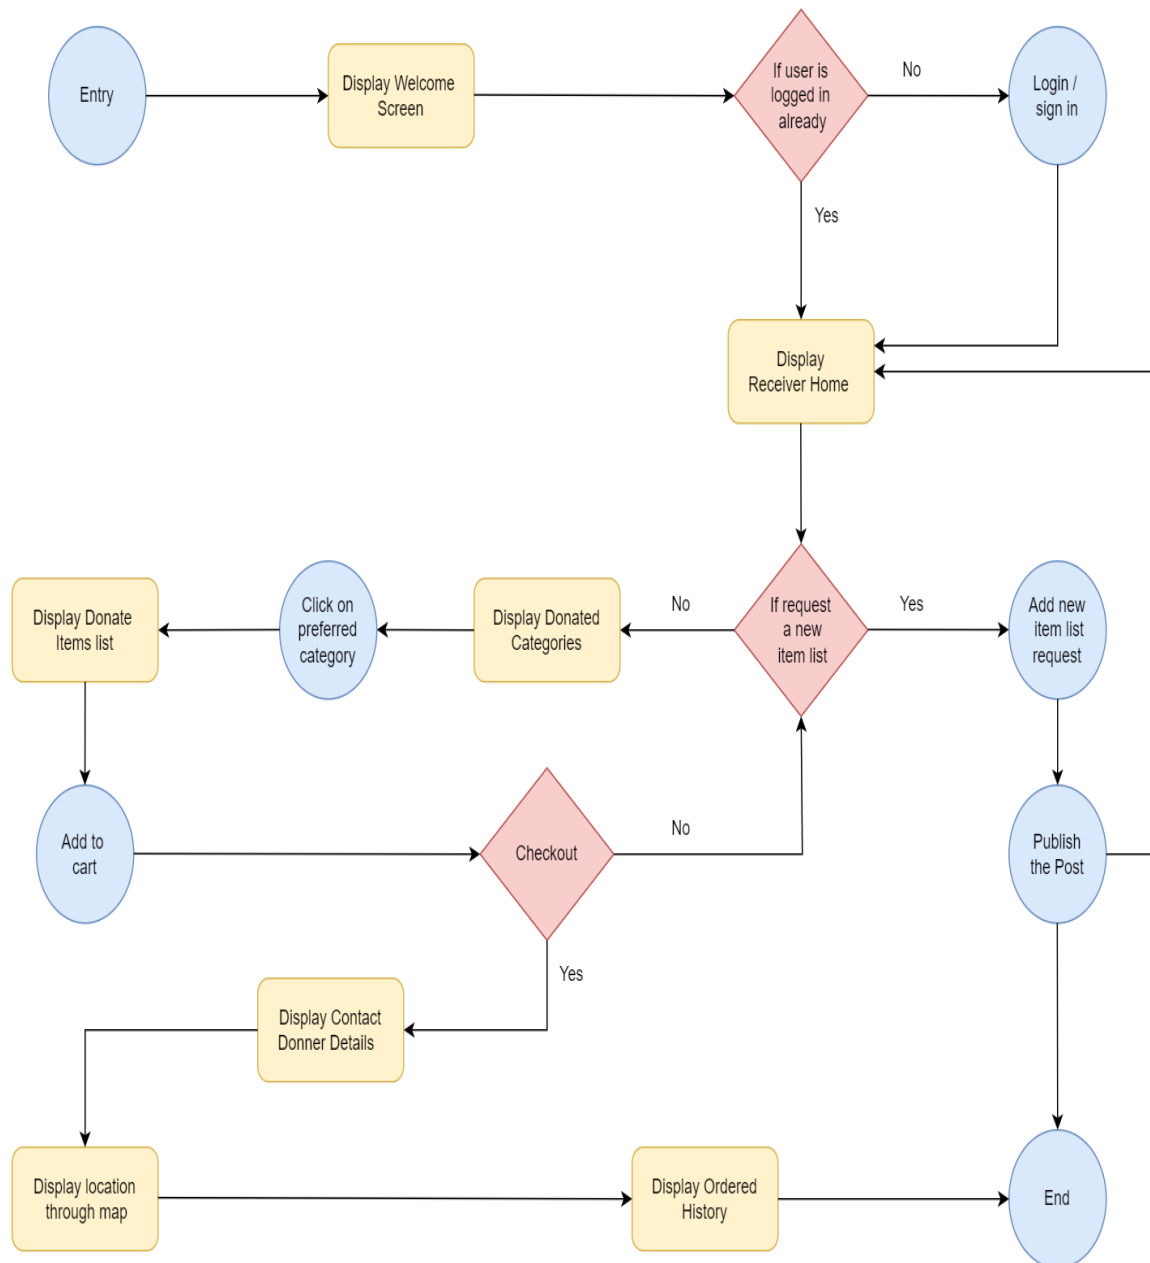 Entry
Display Welcome
Screen
If user is
logged in
already
No
Login /
sign in
Yes
Display
Receiver Home
Display Donate
Items list
Click on
preferred
category
Display Donated
Categories
No
If request
a new
item list
Yes
Add new
item list
request
Add to
cart
Checkout
No
Publish
the Post
Yes
Display Contact
Donner Details
Display location
through map
Display Ordered
History
End